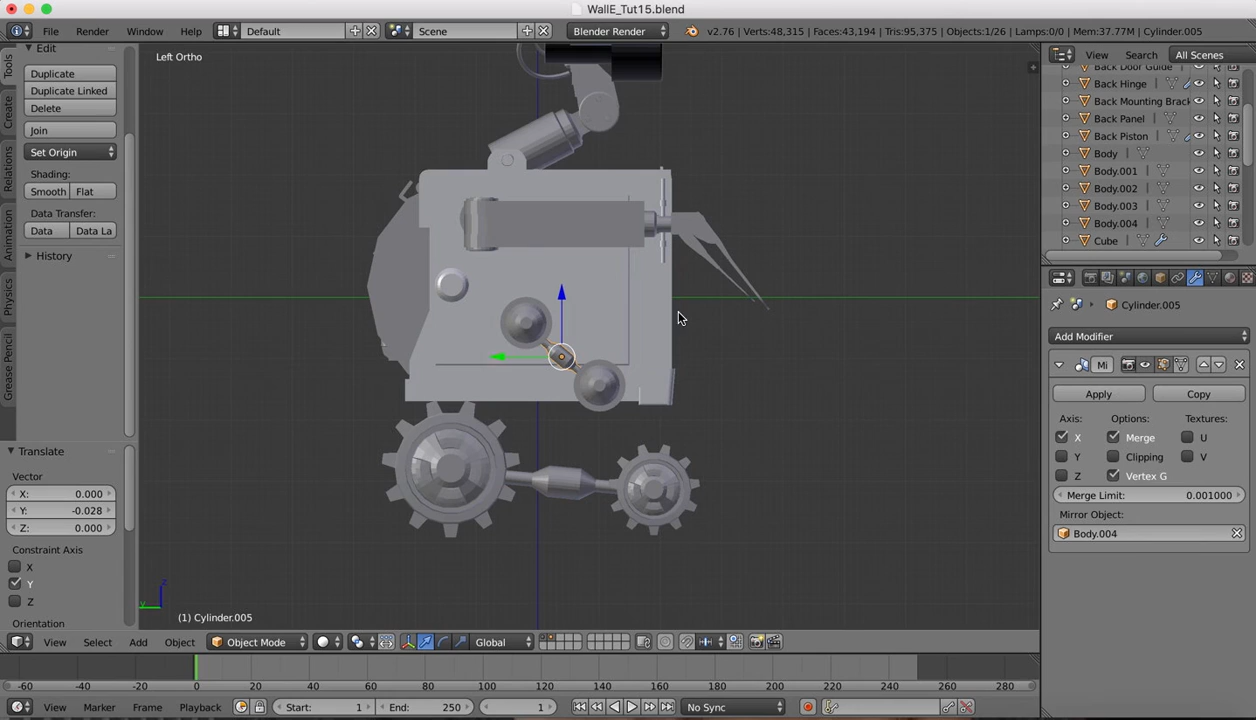 WallE_Tut15.blend
File Render Window Help Default Scene Blender Render v2.76 | Verts:48,315 | Faces:43,194 | Tris:95,375 | Objects:1/26 | Lamps:0/0 | Mem:37.77M | Cylinder.005
Tools
Create
Relations
Animation
Physics
Grease Pencil
Edit
Duplicate
Duplicate Linked
Delete
Join
Set Origin
Shading:
Smooth Flat
Data Transfer:
Data Data La
History
Translate
Vector
X: 0.000
Y: -0.028
Z: 0.000
Constraint Axis
X
Y
Z
Orientation
Left Ortho
z
y
(1) Cylinder.005
View Search All Scenes
Back Door Guide
Back Hinge
Back Mounting Brack
Back Panel
Back Piston
Body
Body.001
Body.002
Body.003
Body.004
Cube
Cylinder.005
Add Modifier
Mi
Apply Copy
Axis: Options: Textures:
X Merge U
Y Clipping V
Z Vertex G
Merge Limit: 0.001000
Mirror Object:
Body.004
View Select Add Object Object Mode Global
-60 -40 -20 0 20 40 60 80 100 120 140 160 180 200 220 240 260 280
View Marker Frame Playback Start: 1 End: 250 1 No Sync